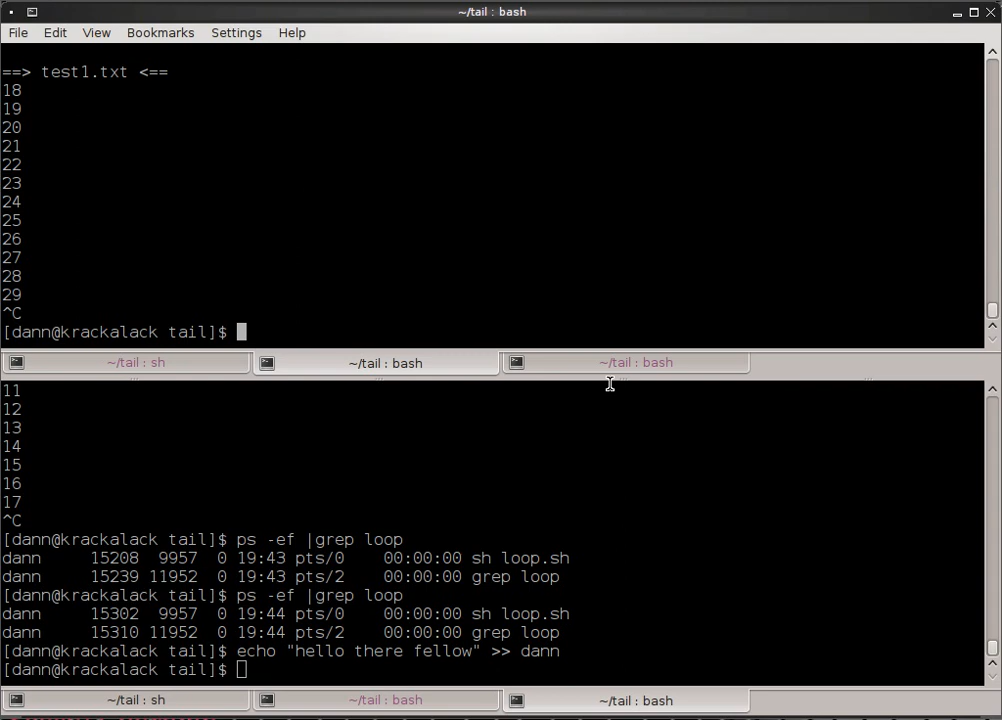 ~/tail : bash
File Edit View Bookmarks Settings Help
==> test1.txt <==
18
19
20
21
22
23
24
25
26
27
28
29
^C
[dann@krackalack tail]$
~/tail : sh ~/tail : bash ~/tail : bash
11
12
13
14
15
16
17
^C
[dann@krackalack tail]$ ps -ef |grep loop
dann 15208 9957 0 19:43 pts/0 00:00:00 sh loop.sh
dann 15239 11952 0 19:43 pts/2 00:00:00 grep loop
[dann@krackalack tail]$ ps -ef |grep loop
dann 15302 9957 0 19:44 pts/0 00:00:00 sh loop.sh
dann 15310 11952 0 19:44 pts/2 00:00:00 grep loop
[dann@krackalack tail]$ echo "hello there fellow" >> dann
[dann@krackalack tail]$
~/tail : sh ~/tail : bash ~/tail : bash